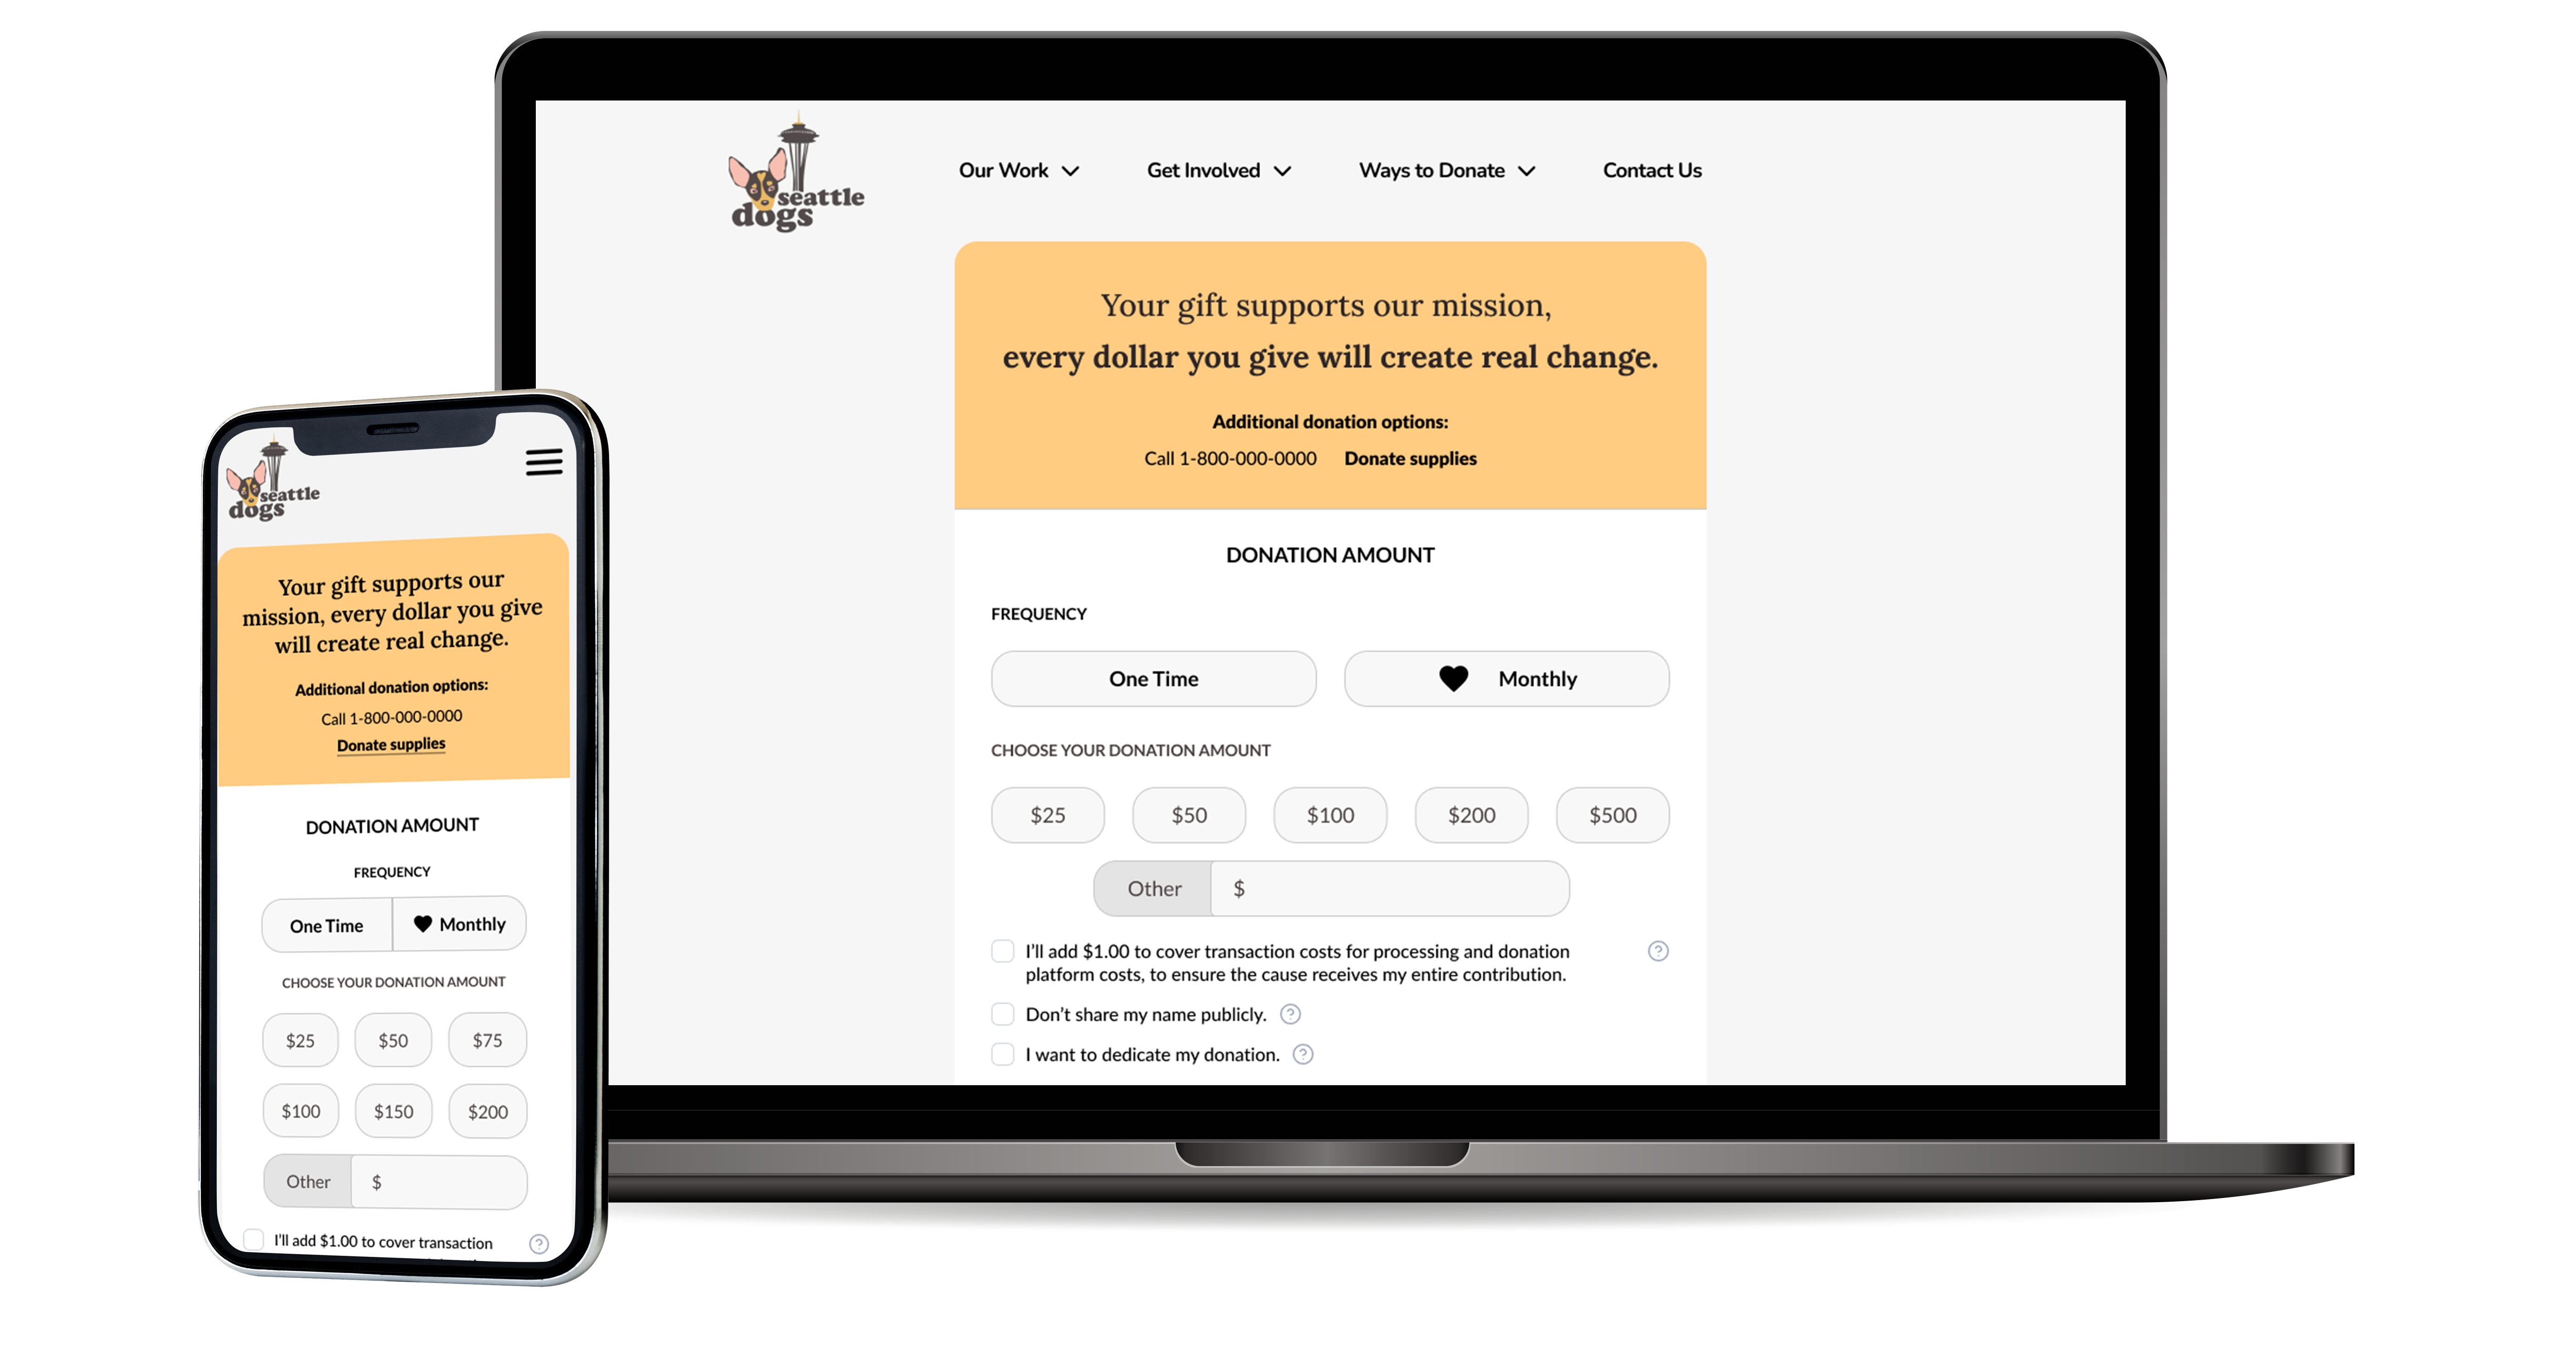 seattle
dogs
Our Work
Get Involved
Ways to Donate
Contact Us
Your gift supports our mission,
every dollar you give will create real change.
Additional donation options:
Call 1-800-000-0000 Donate supplies
DONATION AMOUNT
FREQUENCY
One Time
Monthly
CHOOSE YOUR DONATION AMOUNT
$25
$50
$100
$200
$500
Other $
I'll add $1.00 to cover transaction costs for processing and donation
platform costs, to ensure the cause receives my entire contribution.
?
Don't share my name publicly. ?
I want to dedicate my donation. ?
seattle
dogs
Your gift supports our
mission, every dollar you give
will create real change.
Additional donation options:
Call 1-800-000-0000
Donate supplies
DONATION AMOUNT
FREQUENCY
One Time
Monthly
CHOOSE YOUR DONATION AMOUNT
$25
$50
$75
$100
$150
$200
Other $
I'll add $1.00 to cover transaction
?